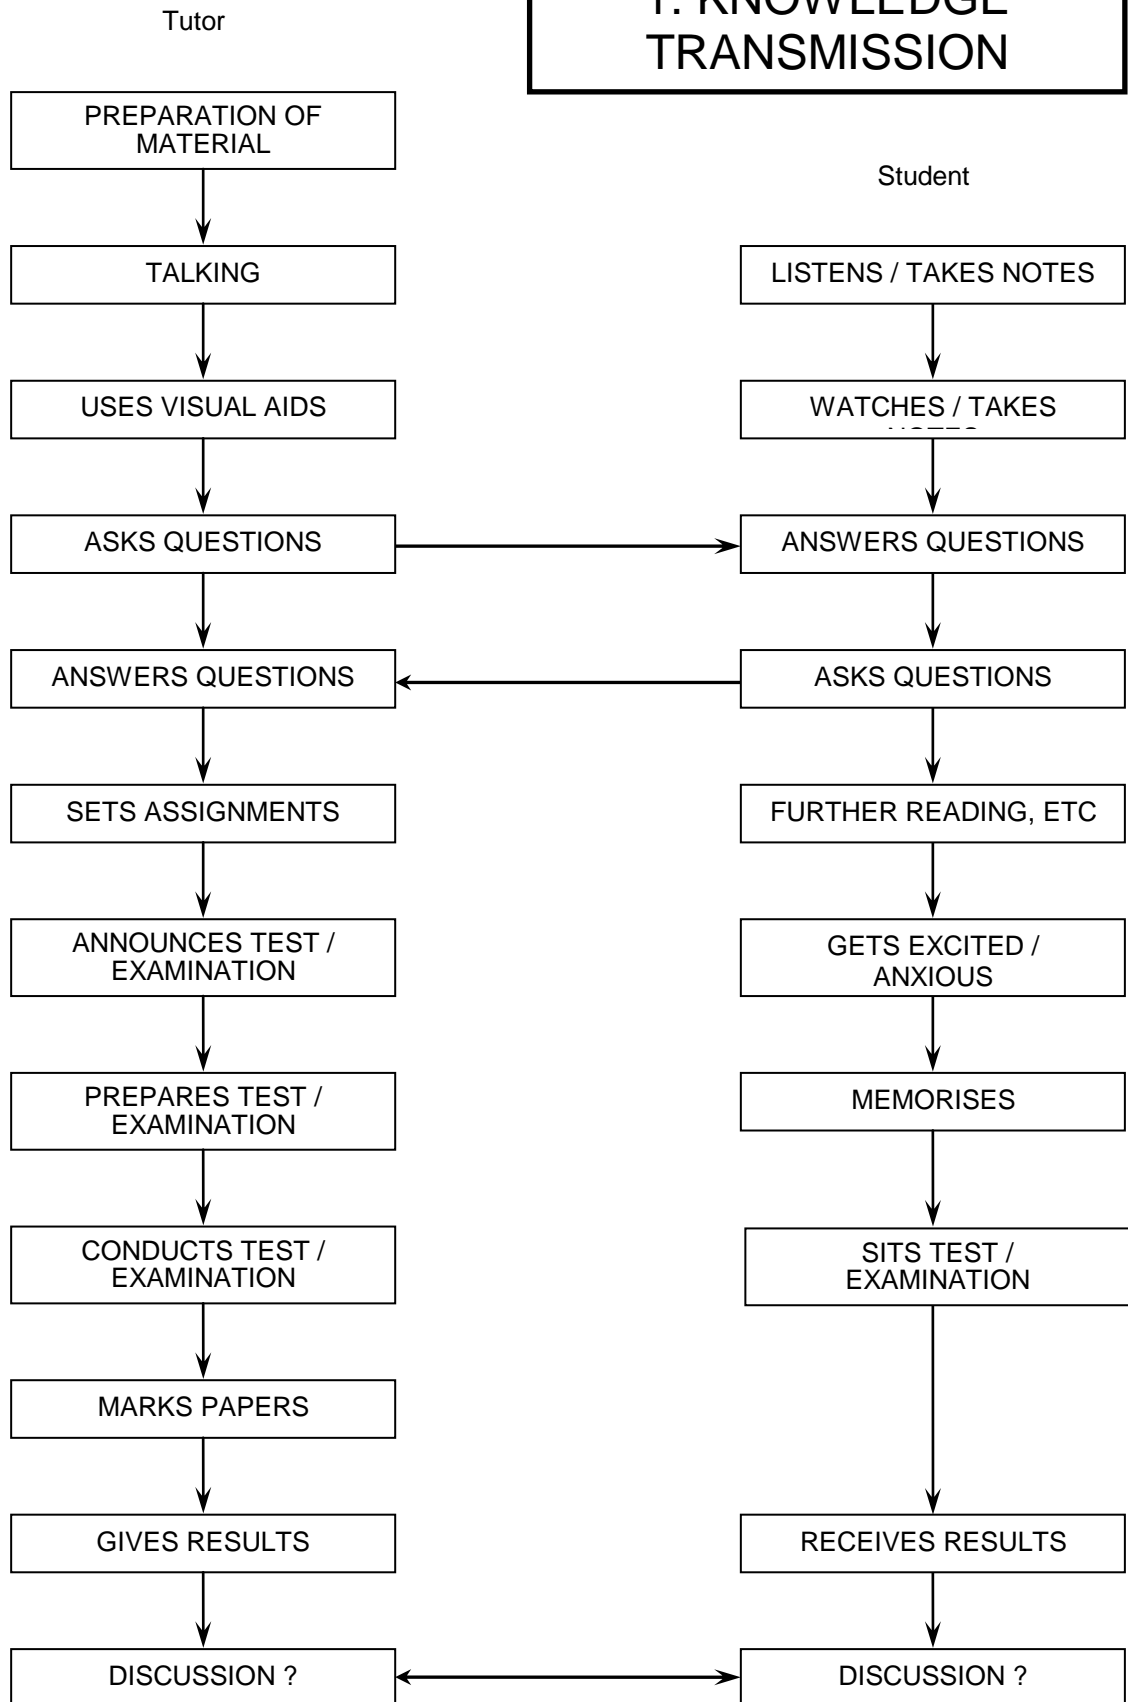 Tutor
1. KNOWLEDGE
TRANSMISSION
PREPARATION OF
MATERIAL
Student
TALKING
LISTENS / TAKES NOTES
USES VISUAL AIDS
WATCHES / TAKES
ASKS QUESTIONS
ANSWERS QUESTIONS
ANSWERS QUESTIONS
ASKS QUESTIONS
SETS ASSIGNMENTS
FURTHER READING, ETC
ANNOUNCES TEST /
EXAMINATION
GETS EXCITED /
ANXIOUS
PREPARES TEST /
EXAMINATION
MEMORISES
CONDUCTS TEST /
EXAMINATION
SITS TEST /
EXAMINATION
MARKS PAPERS
GIVES RESULTS
RECEIVES RESULTS
DISCUSSION ?
DISCUSSION ?